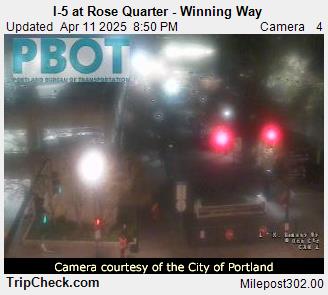 I-5 at Rose Quarter - Winning Way
Updated Apr 11 2025 8:50 PM Camera 4
PBOT
PORTLAND BUREAU OF TRANSPORTATION
Camera courtesy of the City of Portland
TripCheck.com Milepost302.00